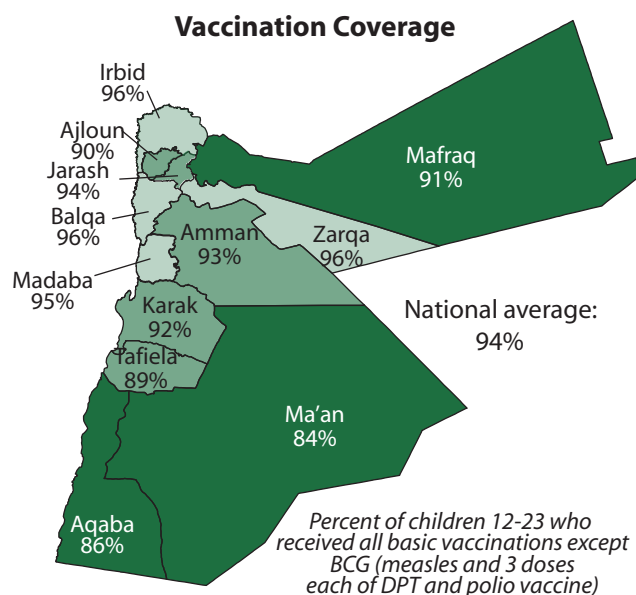 Vaccination Coverage
Irbid
96%
Ajloun
90%
Jarash
94%
Balqa
96%
Madaba
95%
Mafraq
91%
Amman
93%
Zarqa
96%
Karak
92%
Tafiela
89%
National average:
94%
Ma'an
84%
Aqaba
86%
Percent of children 12-23 who
received all basic vaccinations except
BCG (measles and 3 doses
each of DPT and polio vaccine)